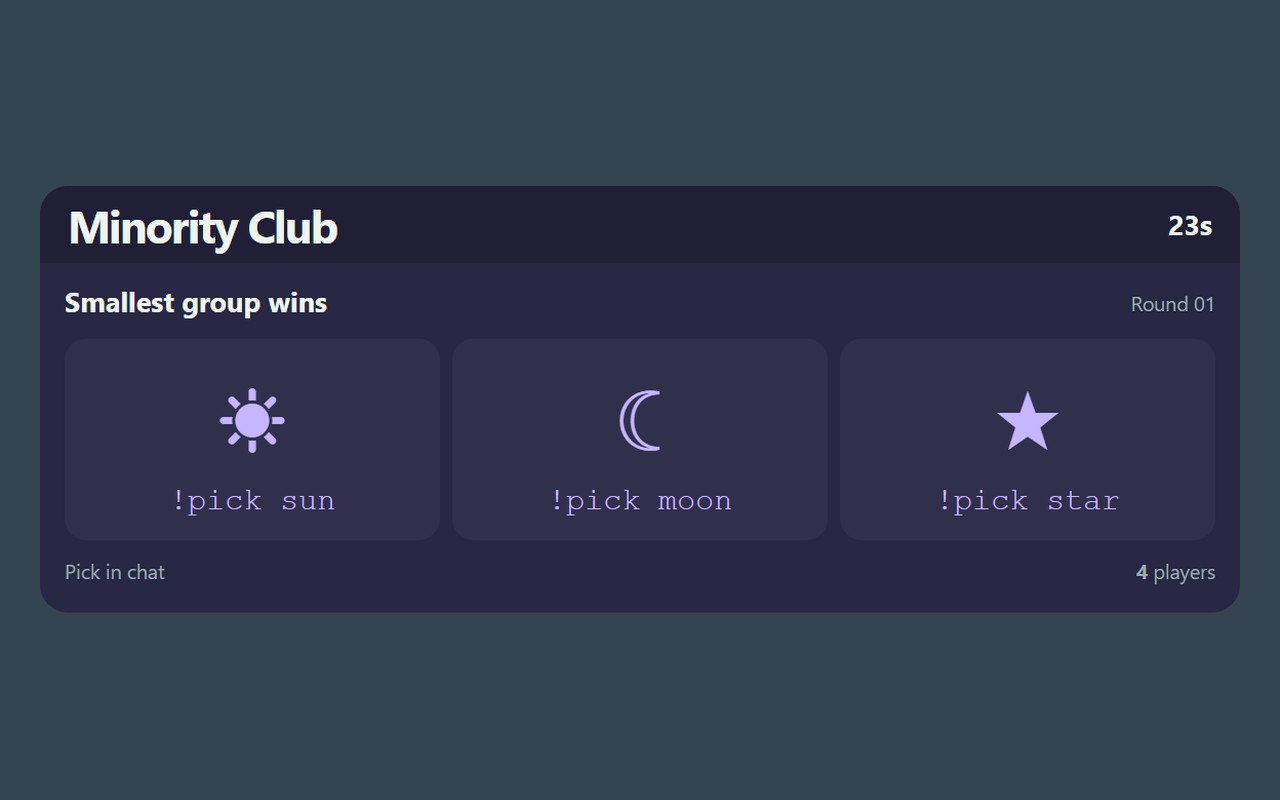 Minority Club
23s
Smallest group wins
Round 01
!pick sun
!pick moon
!pick star
Pick in chat
4 players